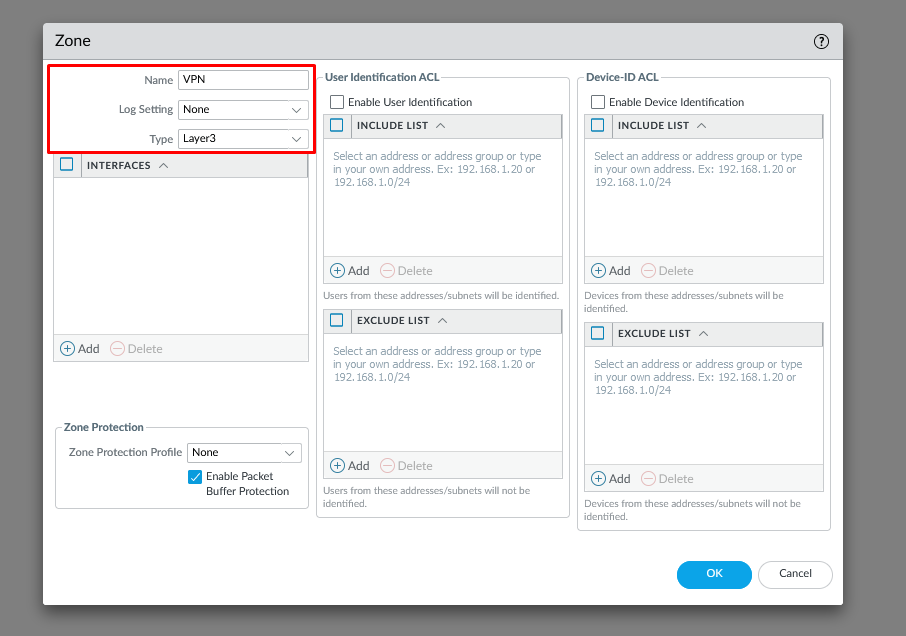 Zone
Name VPN
Log Setting None
Type Layer3
INTERFACES
Add Delete
Zone Protection
Zone Protection Profile None
Enable Packet
Buffer Protection
User Identification ACL
Enable User Identification
INCLUDE LIST
Select an address or address group or type
in your own address. Ex: 192.168.1.20 or
192.168.1.0/24
Add Delete
Users from these addresses/subnets will be identified.
EXCLUDE LIST
Select an address or address group or type
in your own address. Ex: 192.168.1.20 or
192.168.1.0/24
Add Delete
Users from these addresses/subnets will not be
identified.
Device-ID ACL
Enable Device Identification
INCLUDE LIST
Select an address or address group or type
in your own address. Ex: 192.168.1.20 or
192.168.1.0/24
Add Delete
Devices from these addresses/subnets will be
identified.
EXCLUDE LIST
Select an address or address group or type
in your own address. Ex: 192.168.1.20 or
192.168.1.0/24
Add Delete
Devices from these addresses/subnets will not be
identified.
OK Cancel